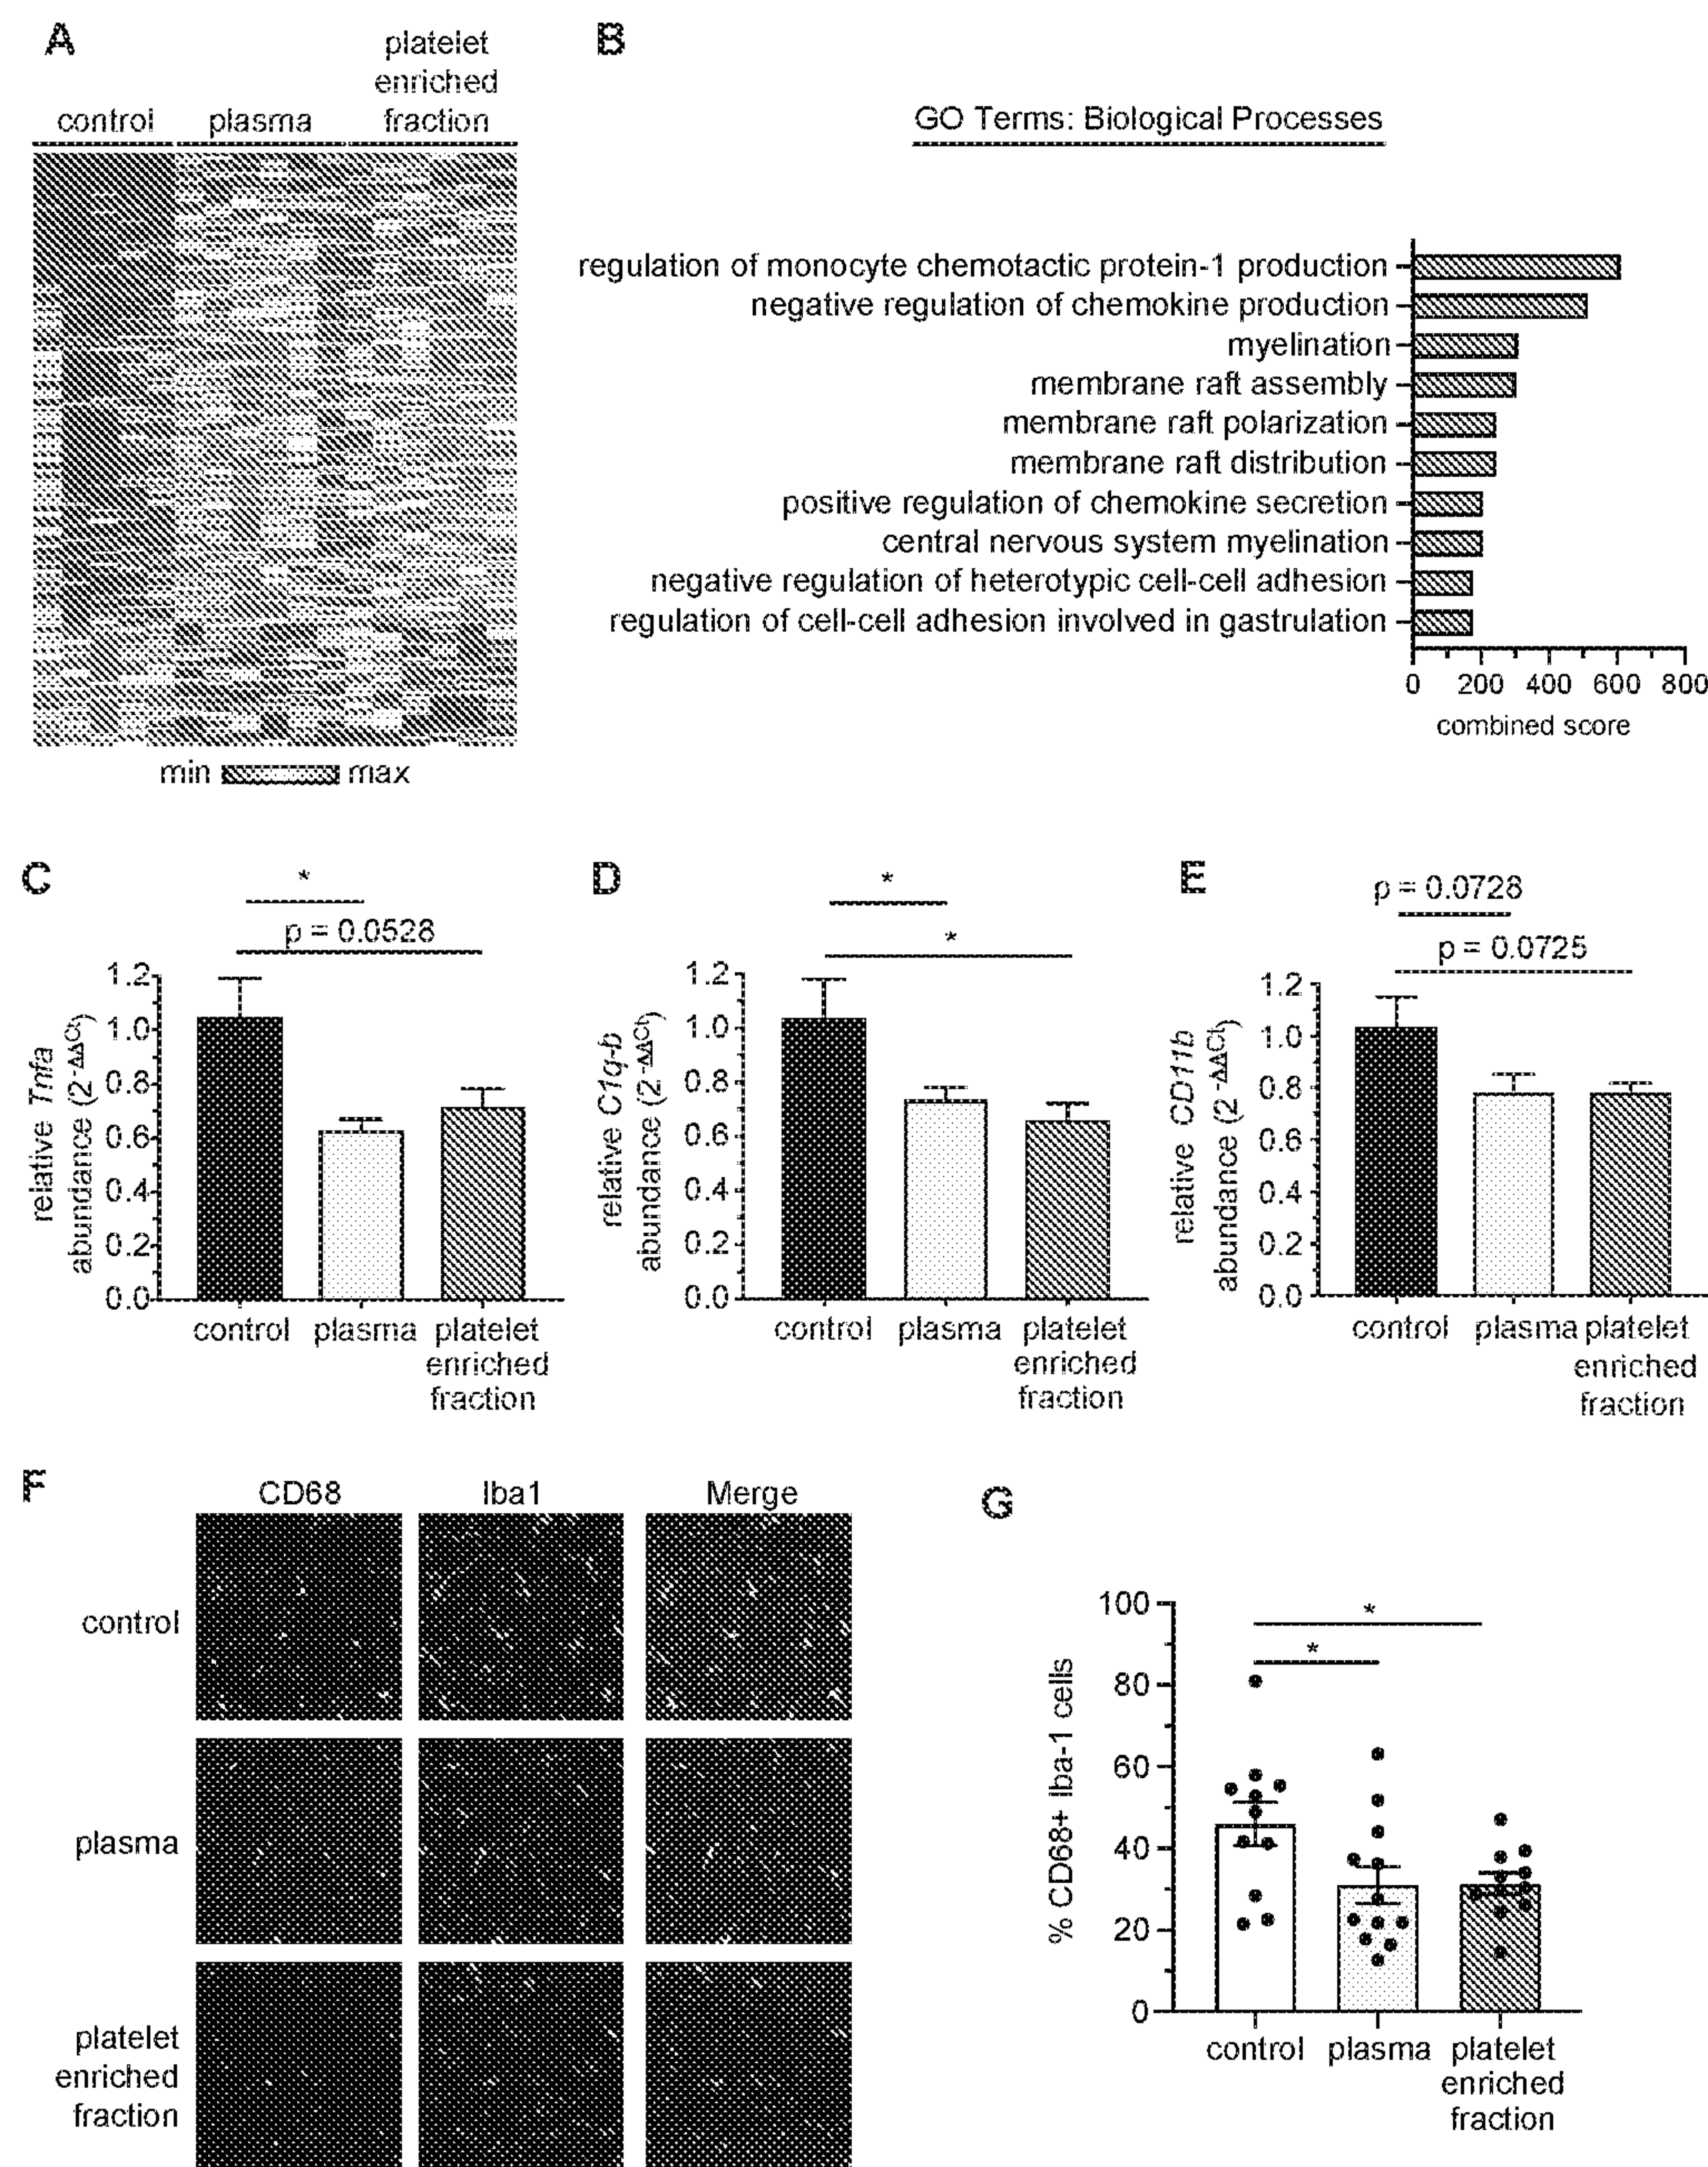 A
control
plasma
platelet
enriched
fraction
min
max
B
GO Terms: Biological Processes
regulation of monocyte chemotactic protein-1 production
negative regulation of chemokine production
myelination
membrane raft assembly
membrane raft polarization
membrane raft distribution
positive regulation of chemokine secretion
central nervous system myelination
negative regulation of heterotypic cell-cell adhesion
regulation of cell-cell adhesion involved in gastrulation
0 200 400 600 800
combined score
C
*
p = 0.0528
relative Tnfa
abundance (2-ΔΔCt)
1.2
1.0
0.8
0.6
0.4
0.2
0.0
control plasma platelet
enriched
fraction
D
*
*
relative C1q-b
abundance (2-ΔΔCt)
1.2
1.0
0.8
0.6
0.4
0.2
0.0
control plasma platelet
enriched
fraction
E
p = 0.0728
p = 0.0725
relative CD11b
abundance (2-ΔΔCt)
1.2
1.0
0.8
0.6
0.4
0.2
0.0
control plasma platelet
enriched
fraction
F
CD68 Iba1 Merge
control
plasma
platelet
enriched
fraction
G
*
*
% CD68+ Iba-1 cells
100
80
60
40
20
0
control plasma platelet
enriched
fraction